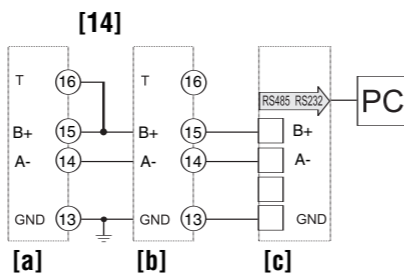 [14]
T 16 T 16
RS485 RS232 PC
B+ 15 B+ 15 B+
A- 14 A- 14 A-
GND 13 GND 13 GND
[a] [b] [c]